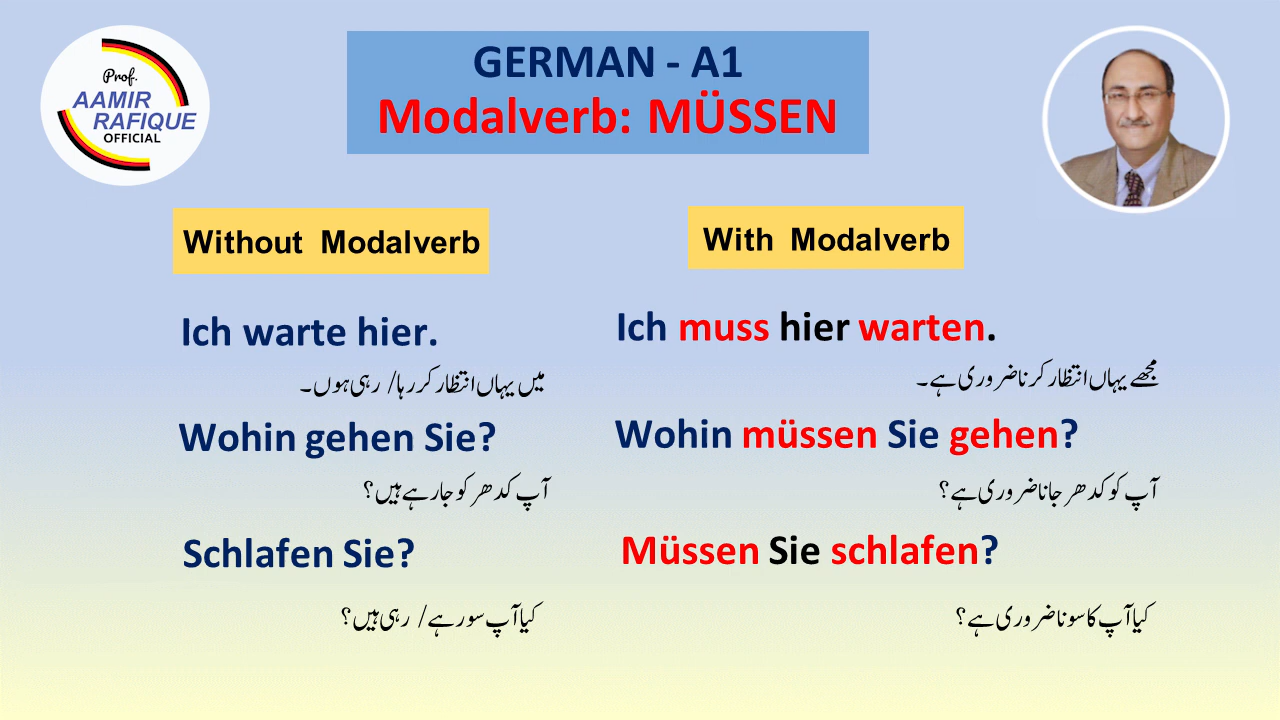 Prof.
AAMIR
RAFIQUE
OFFICIAL
GERMAN - A1
Modalverb: MÜSSEN
Without Modalverb
Ich warte hier.
میں یہاں انتظار کر رہا/ رہی ہوں۔
Wohin gehen Sie?
آپ کدھر کو جا رہے ہیں؟
Schlafen Sie?
کیا آپ سو رہے/ رہی ہیں؟
With Modalverb
Ich muss hier warten.
مجھے یہاں انتظار کرنا ضروری ہے۔
Wohin müssen Sie gehen?
آپ کو کدھر جانا ضروری ہے؟
Müssen Sie schlafen?
کیا آپ کا سونا ضروری ہے؟